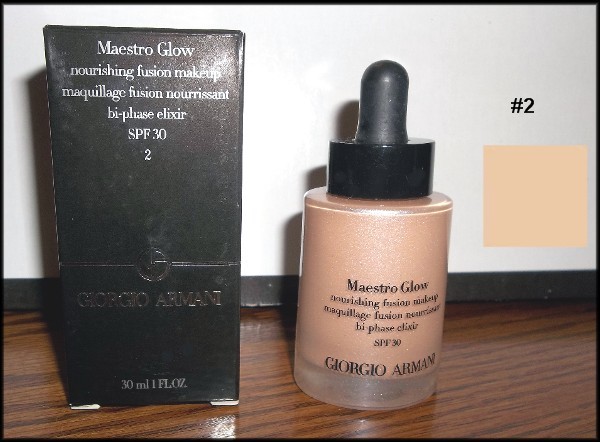 Maestro Glow
nourishing fusion makeup
maquillage fusion nourrissant
bi-phase elixir
SPF 30
2
GIORGIO ARMANI
30 ml 1 FL.OZ.
Maestro Glow
nourishing fusion makeup
maquillage fusion nourrissant
bi-phase elixir
SPF 30
GIORGIO ARMANI
#2